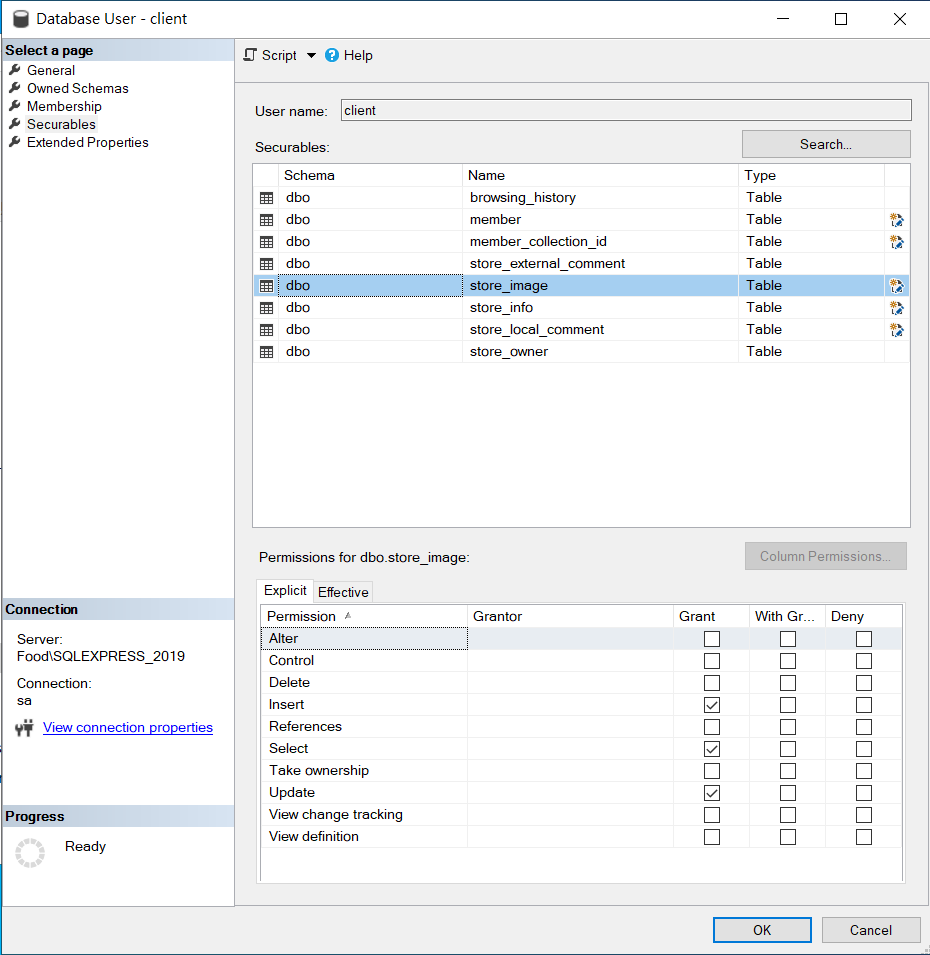 Database User - client
Select a page
General
Owned Schemas
Membership
Securables
Extended Properties
Script Help
User name: client
Securables: Search...
Schema Name Type
dbo browsing_history Table
dbo member Table
dbo member_collection_id Table
dbo store_external_comment Table
dbo store_image Table
dbo store_info Table
dbo store_local_comment Table
dbo store_owner Table
Permissions for dbo.store_image: Column Permissions...
Explicit Effective
Permission Grantor Grant With Gr... Deny
Alter
Control
Delete
Insert
References
Select
Take ownership
Update
View change tracking
View definition
Connection
Server:
Food\SQLEXPRESS_2019
Connection:
sa
View connection properties
Progress
Ready
OK Cancel